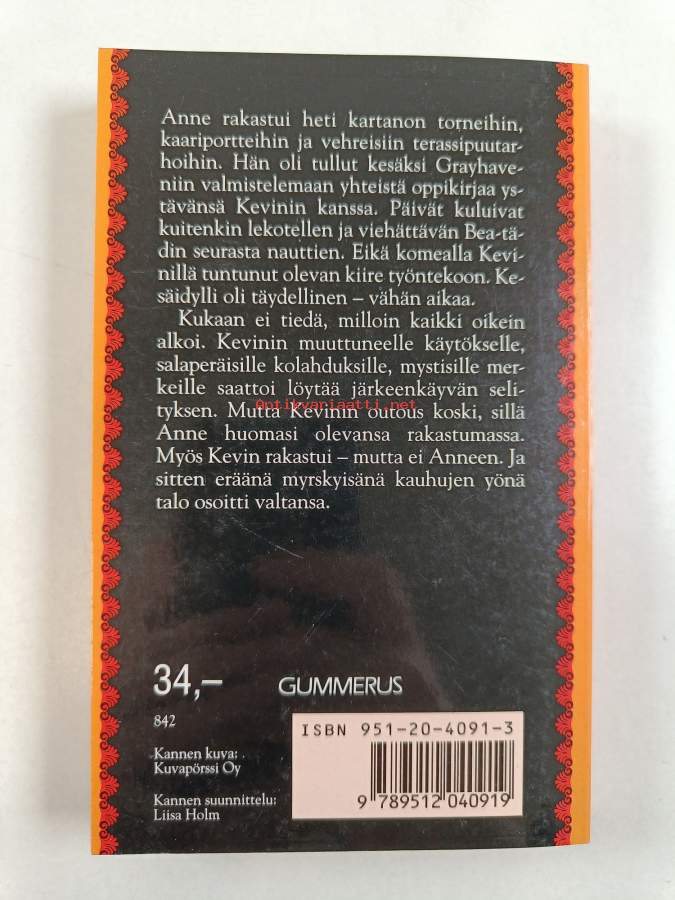 Anne rakastui heti kartanon torneihin,
kaariportteihin ja vehreisiin terassipuutar-
hoihin. Hän oli tullut kesäksi Grayhave-
niin valmistelemaan yhteistä oppikirjaa ys-
tävänsä Kevinin kanssa. Päivät kuluivat
kuitenkin lekotellen ja viehättävän Bea-tä-
din seurasta nauttien. Eikä komealla Kevi-
nillä tuntunut olevan kiire työntekoon. Ke-
säidylli oli täydellinen – vähän aikaa.
Kukaan ei tiedä, milloin kaikki oikein
alkoi. Kevinin muuttuneelle käytökselle,
salaperäisille kolahduksille, mystisille mer-
keille saattoi löytää järkeenkäyvän seli-
tyksen. Mutta Kevinin outous koski, sillä
Antikvariaatti.net
Anne huomasi olevansa rakastumassa.
Myös Kevin rakastui – mutta ei Anneen. Ja
sitten eräänä myrskyisänä kauhujen yönä
talo osoitti valtansa.
34,–
GUMMERUS
842
ISBN 951-20-4091-3
Kannen kuva:
Kuvapörssi Oy
Kannen suunnittelu:
Liisa Holm
9 789512 040919